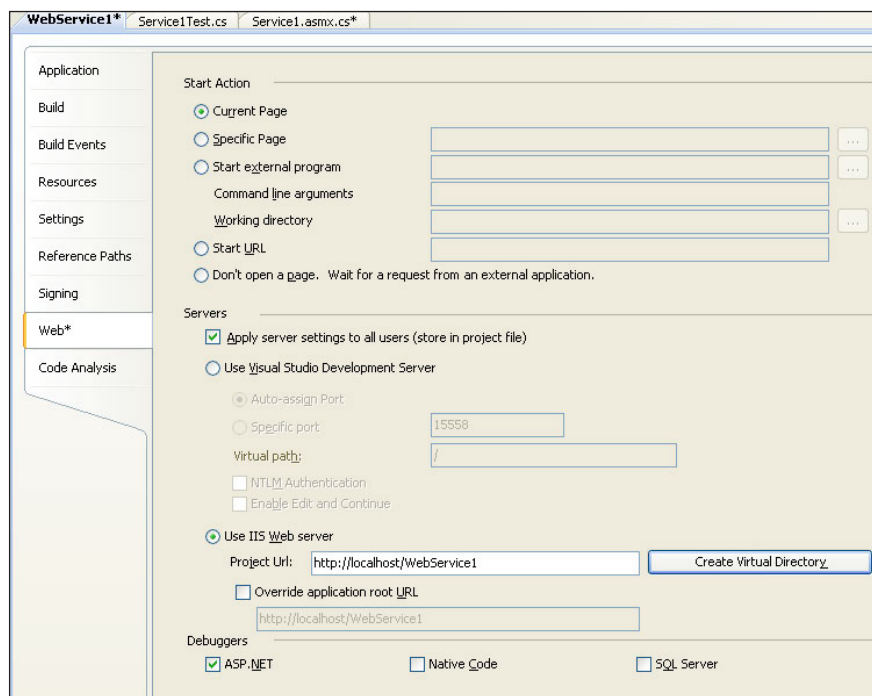 WebService1* Service1Test.cs Service1.asmx.cs*
Application
Build
Build Events
Resources
Settings
Reference Paths
Signing
Web*
Code Analysis
Start Action
Current Page
Specific Page ...
Start external program ...
Command line arguments
Working directory ...
Start URL
Don't open a page. Wait for a request from an external application.
Servers
Apply server settings to all users (store in project file)
Use Visual Studio Development Server
Auto-assign Port
Specific port 15558
Virtual path: /
NTLM Authentication
Enable Edit and Continue
Use IIS Web server
Project Url: http://localhost/WebService1 Create Virtual Directory
Override application root URL
http://localhost/WebService1
Debuggers
ASP.NET Native Code SQL Server